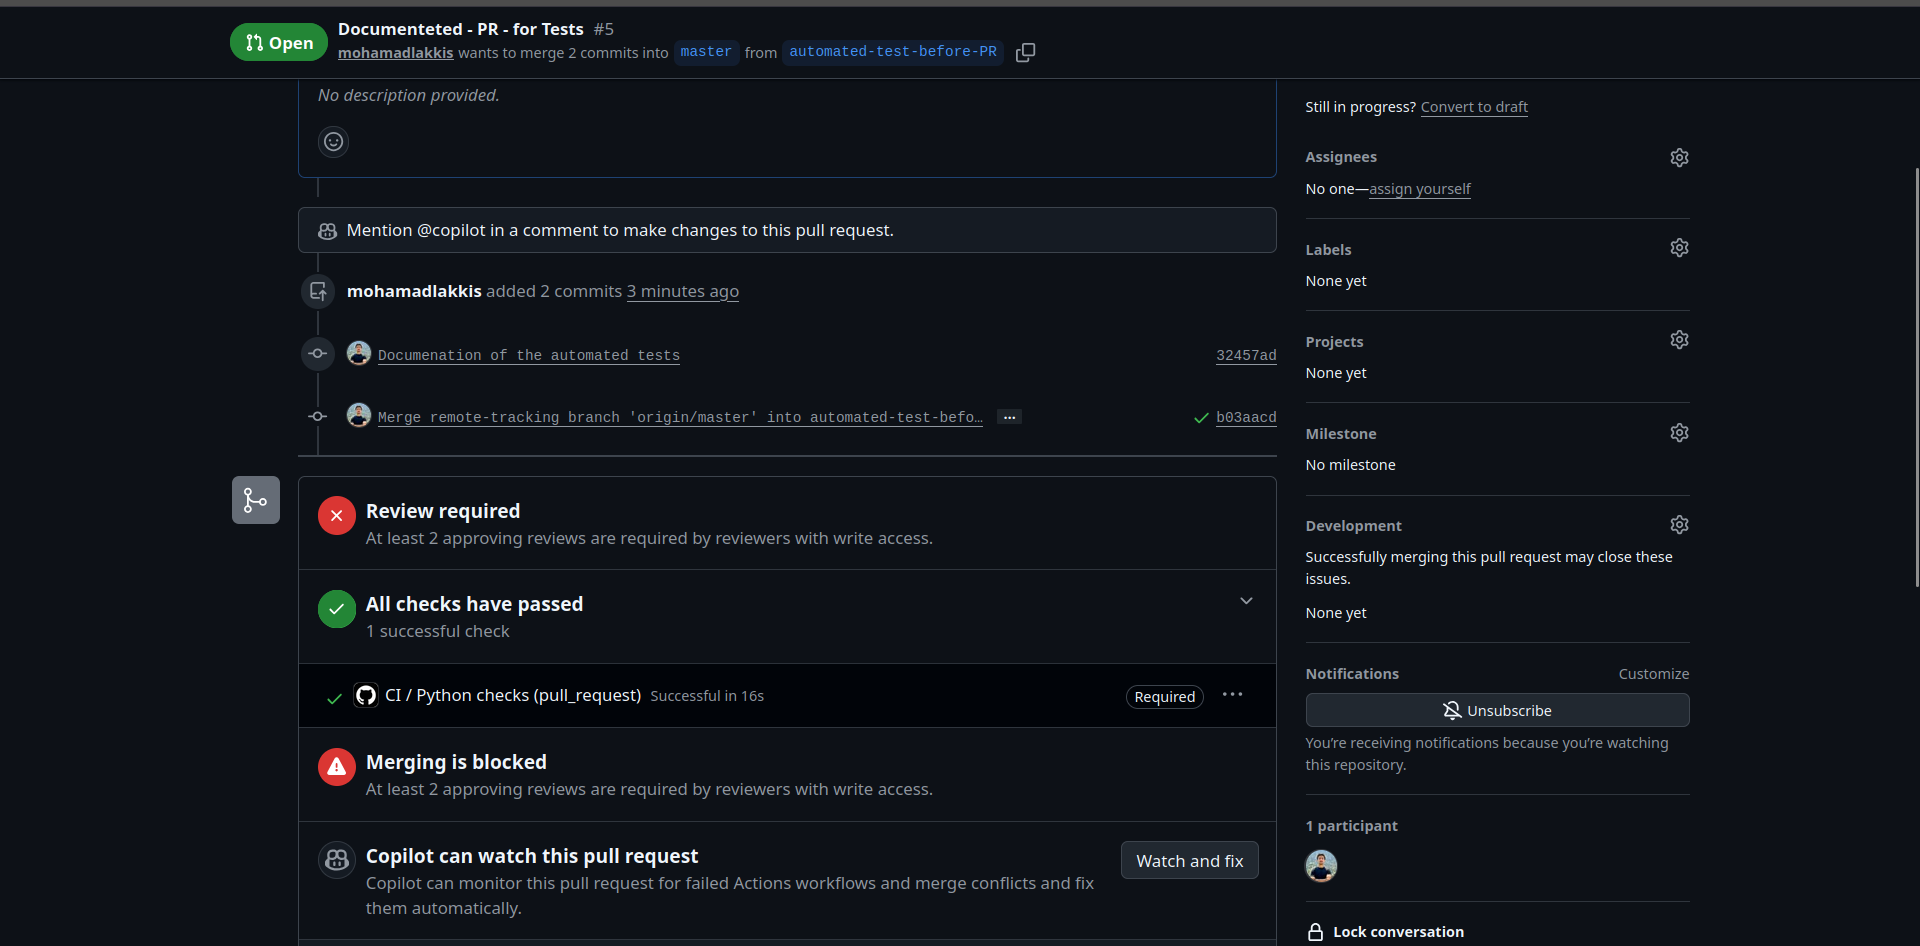 Open
Documenteted - PR - for Tests #5
mohamadlakkis wants to merge 2 commits into master from automated-test-before-PR
No description provided.
Mention @copilot in a comment to make changes to this pull request.
mohamadlakkis added 2 commits 3 minutes ago
Documenation of the automated tests 32457ad
Merge remote-tracking branch 'origin/master' into automated-test-befo… ... b03aacd
Review required
At least 2 approving reviews are required by reviewers with write access.
All checks have passed
1 successful check
CI / Python checks (pull_request) Successful in 16s Required ...
Merging is blocked
At least 2 approving reviews are required by reviewers with write access.
Copilot can watch this pull request
Copilot can monitor this pull request for failed Actions workflows and merge conflicts and fix
them automatically.
Watch and fix
Still in progress? Convert to draft
Assignees
No one—assign yourself
Labels
None yet
Projects
None yet
Milestone
No milestone
Development
Successfully merging this pull request may close these
issues.
None yet
Notifications Customize
Unsubscribe
You're receiving notifications because you're watching
this repository.
1 participant
Lock conversation